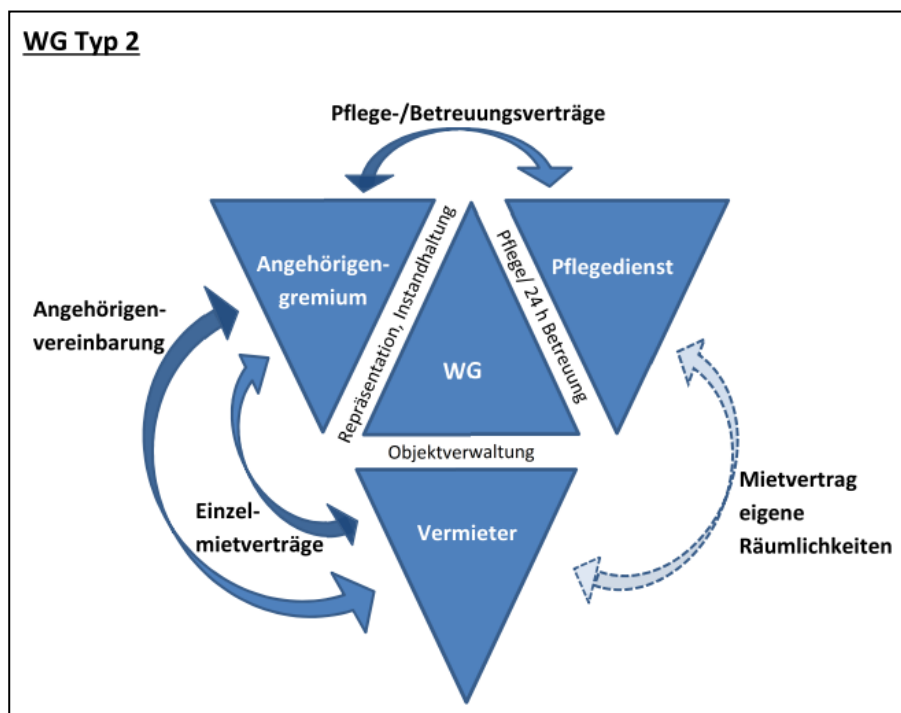 WG Typ 2
Pflege-/Betreuungsverträge
Angehörigen-
gremium
Repräsentation, Instandhaltung
WG
Pflege/ 24 h Betreuung
Pflegedienst
Angehörigen-
vereinbarung
Objektverwaltung
Einzel-
mietverträge
Vermieter
Mietvertrag
eigene
Räumlichkeiten